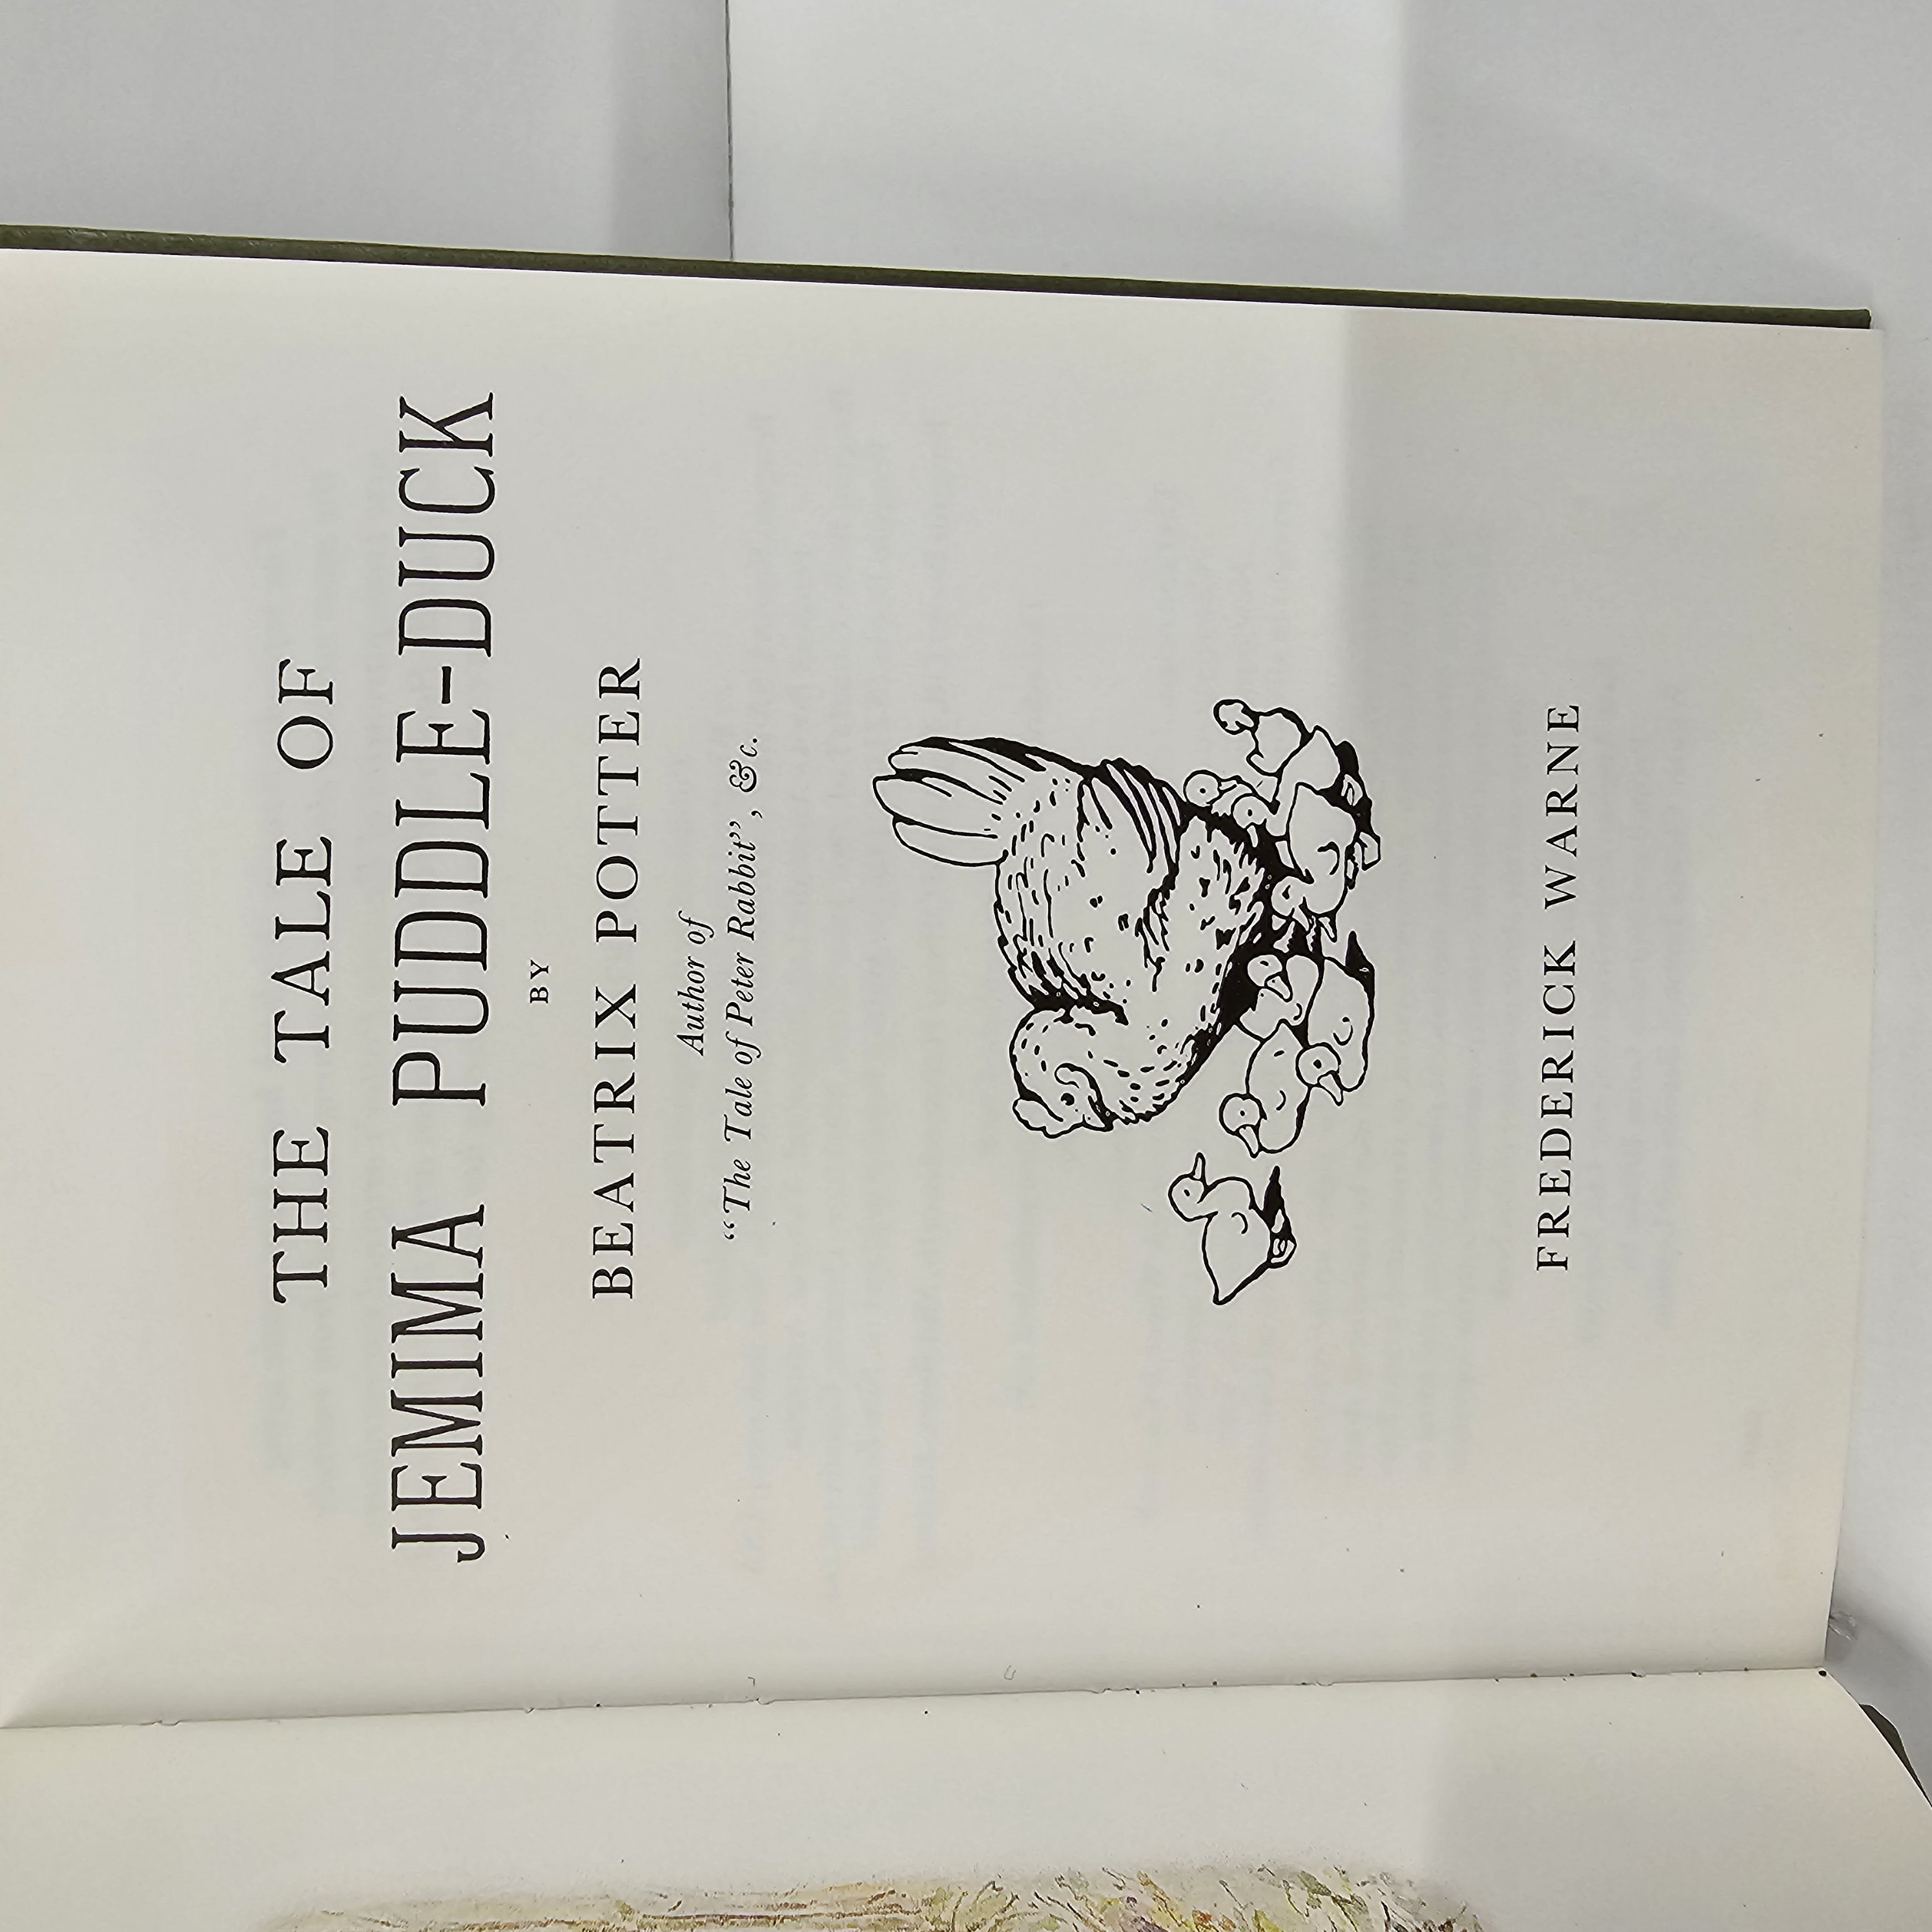 THE TALE OF
JEMIMA PUDDLE-DUCK
BY
BEATRIX POTTER
Author of
“The Tale of Peter Rabbit”, &c.
FREDERICK WARNE